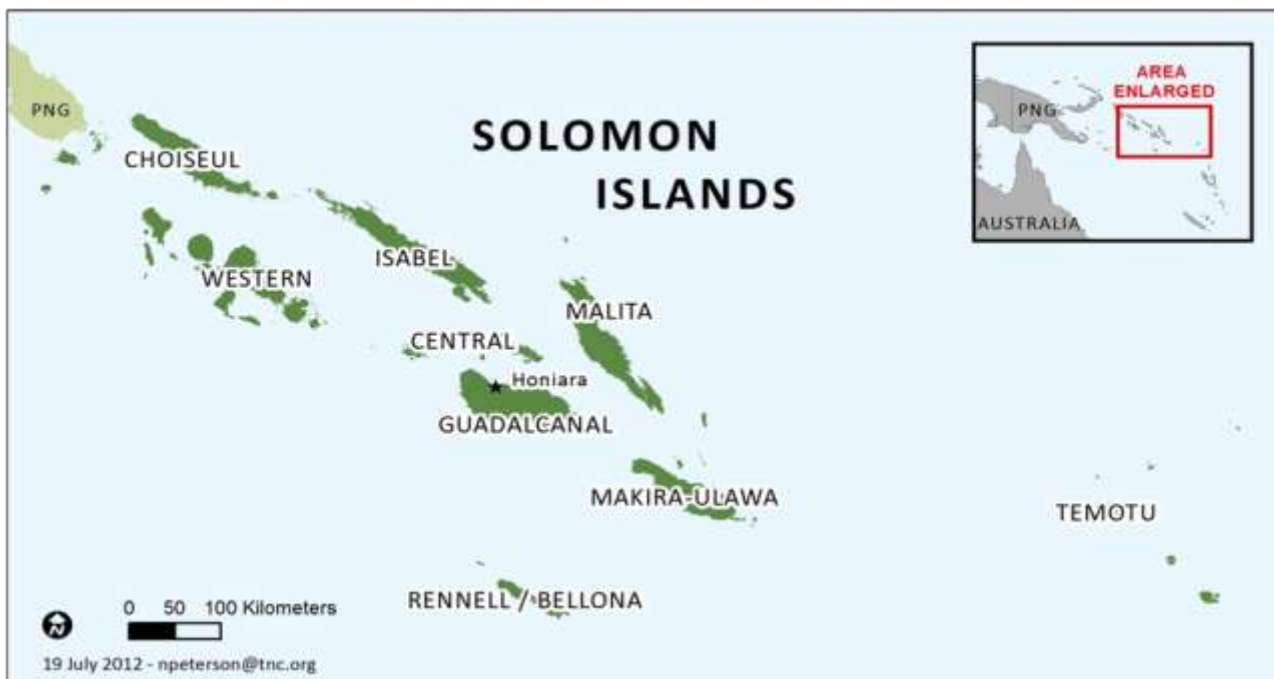 PNG
CHOISEUL
SOLOMON
ISLANDS
AREA
ENLARGED
PNG
AUSTRALIA
WESTERN
ISABEL
MALITA
CENTRAL
Honiara
GUADALCANAL
MAKIRA-ULAWA
TEMOTU
RENNELL / BELLONA
0 50 100 Kilometers
N
19 July 2012 - npeterson@tnc.org